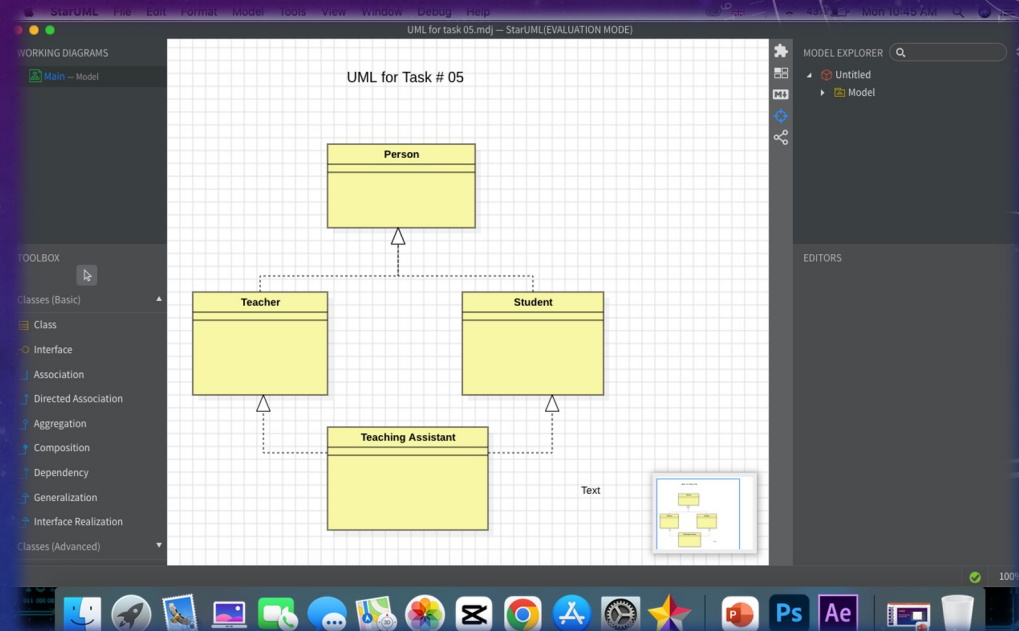 StarUML File Edit Format Model Tools View Window Debug Help Mon 10:45 AM
UML for task 05.mdj — StarUML(EVALUATION MODE)
WORKING DIAGRAMS
Main — Model
TOOLBOX
Classes (Basic)
Class
Interface
Association
Directed Association
Aggregation
Composition
Dependency
Generalization
Interface Realization
Classes (Advanced)
UML for Task # 05
Person
Teacher
Student
Teaching Assistant
Text
MODEL EXPLORER
Untitled
Model
EDITORS
100%
P Ps Ae